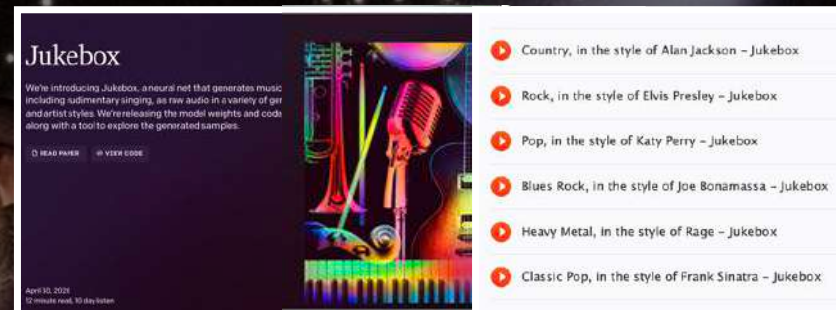 Jukebox
We're introducing Jukebox, a neural net that generates music
including rudimentary singing, as raw audio in a variety of gen
and artist styles. We're releasing the model weights and code
along with a tool to explore the generated samples.
READ PAPER VIEW CODE
April 30, 2020
12 minute read, 10 day listen
Country, in the style of Alan Jackson – Jukebox
Rock, in the style of Elvis Presley – Jukebox
Pop, in the style of Katy Perry – Jukebox
Blues Rock, in the style of Joe Bonamassa – Jukebox
Heavy Metal, in the style of Rage – Jukebox
Classic Pop, in the style of Frank Sinatra – Jukebox